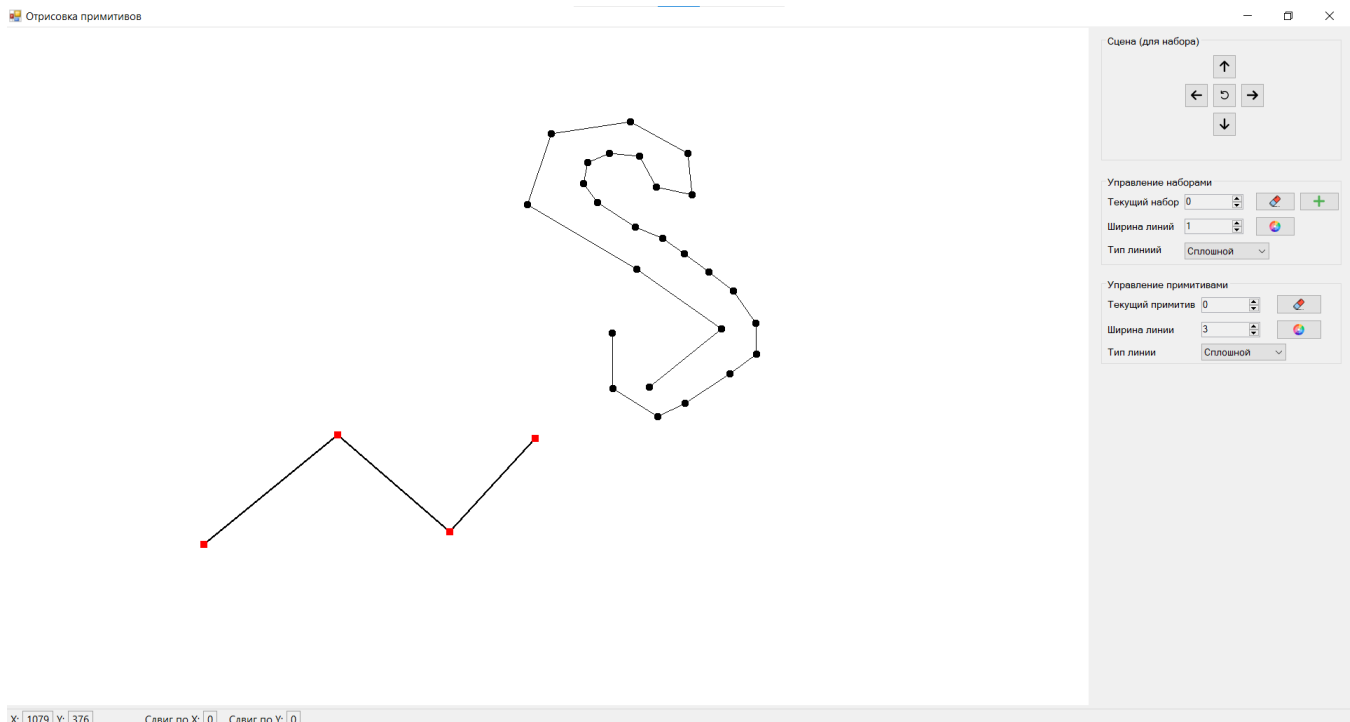 Отрисовка примитивов
Сцена (для набора)
Управление наборами
Текущий набор 0
Ширина линий 1
Тип линиий Сплошной
Управление примитивами
Текущий примитив 0
Ширина линии 3
Тип линии Сплошной
X: 1079 Y: 376 Сдвиг по X: 0 Сдвиг по Y: 0